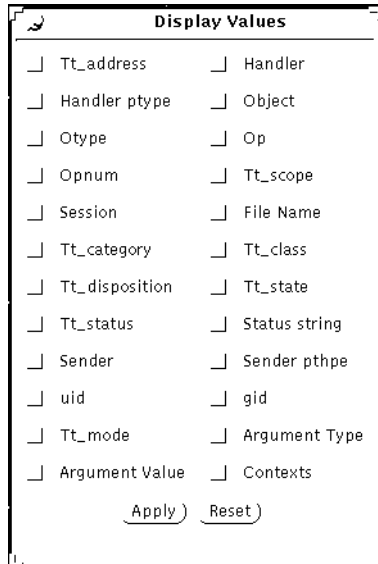 Display Values
Tt_address Handler
Handler ptype Object
Otype Op
Opnum Tt_scope
Session File Name
Tt_category Tt_class
Tt_disposition Tt_state
Tt_status Status string
Sender Sender pthpe
uid gid
Tt_mode Argument Type
Argument Value Contexts
Apply Reset